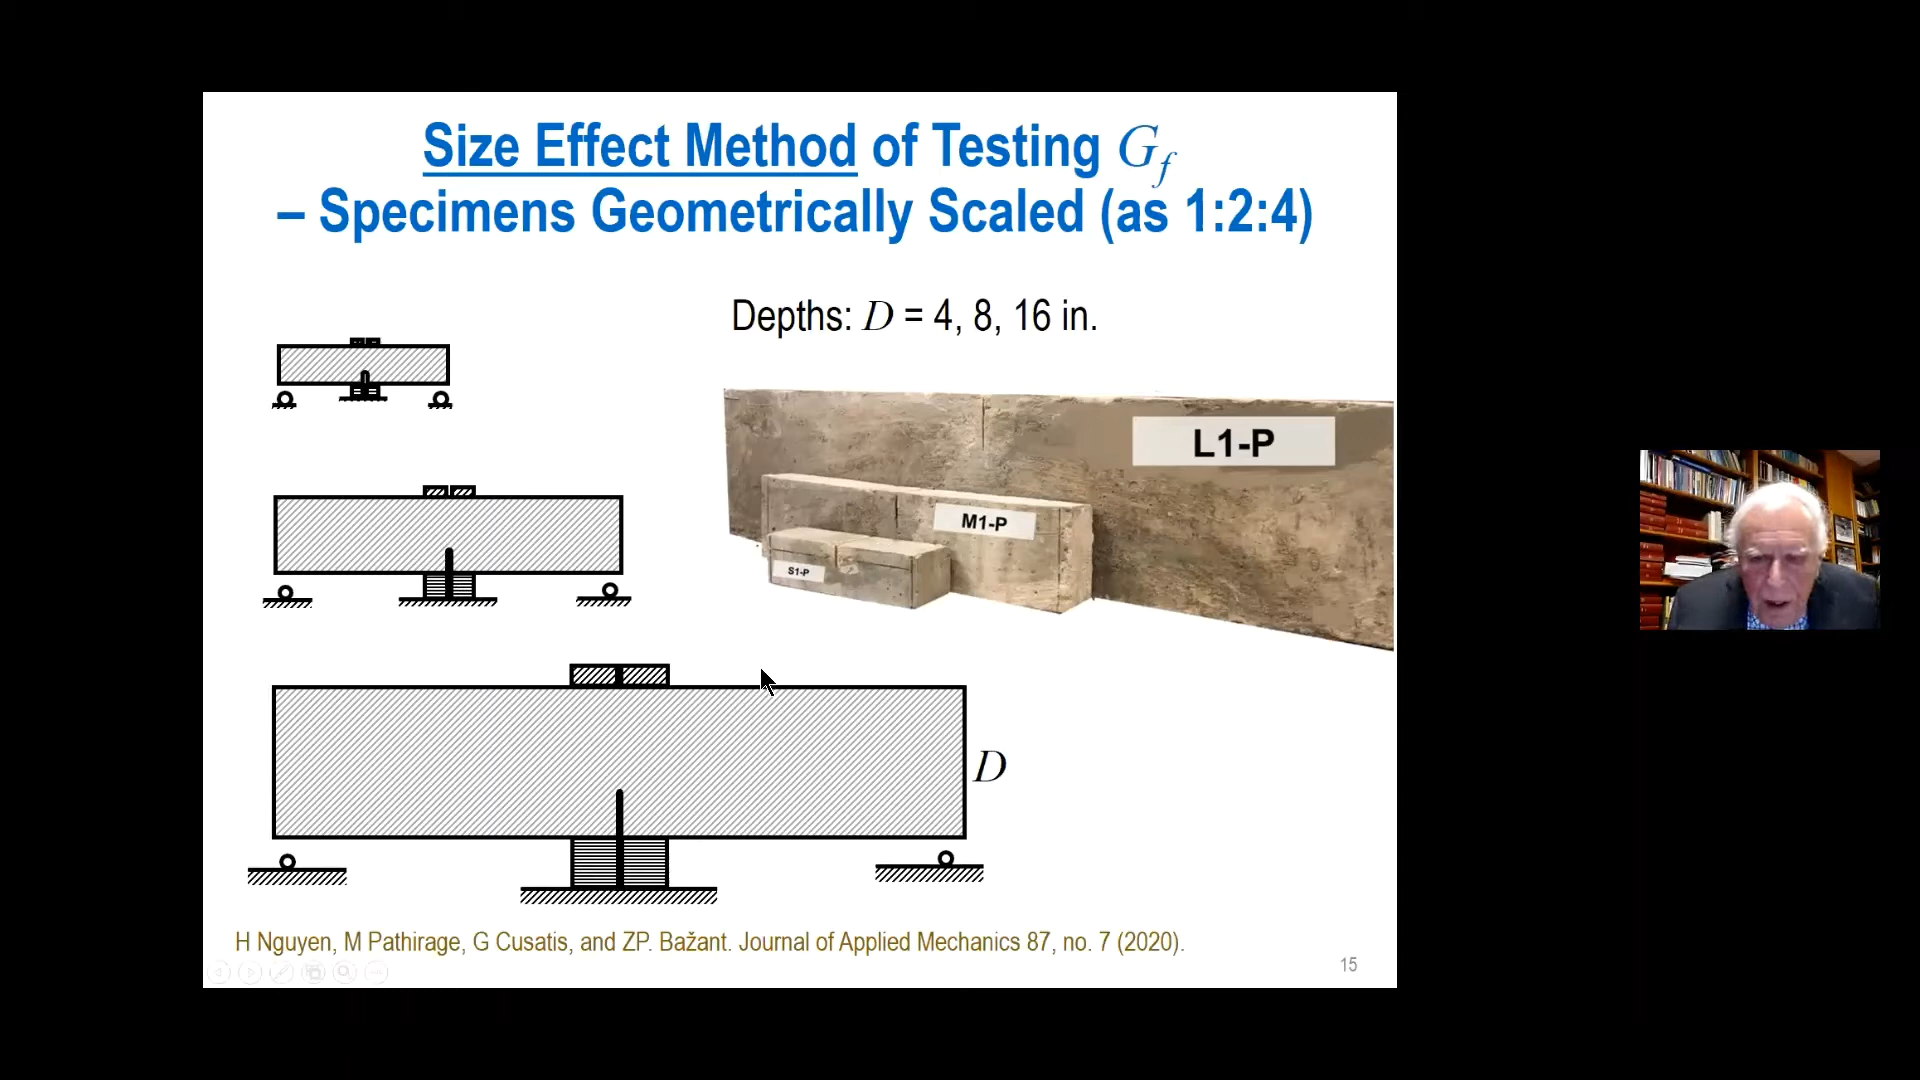 Size Effect Method of Testing G_f
– Specimens Geometrically Scaled (as 1:2:4)
Depths: D = 4, 8, 16 in.
L1-P
M1-P
S1-P
D
H Nguyen, M Pathirage, G Cusatis, and ZP. Bažant. Journal of Applied Mechanics 87, no. 7 (2020).
15